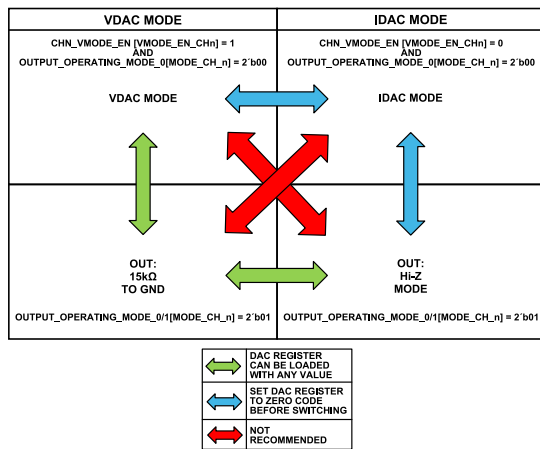 VDAC MODE
IDAC MODE
CHN_VMODE_EN [VMODE_EN_CHn] = 1
AND
OUTPUT_OPERATING_MODE_0[MODE_CH_n] = 2´b00
CHN_VMODE_EN [VMODE_EN_CHn] = 0
AND
OUTPUT_OPERATING_MODE_0[MODE_CH_n] = 2´b00
VDAC MODE
IDAC MODE
OUT:
15kΩ
TO GND
OUT:
Hi-Z
MODE
OUTPUT_OPERATING_MODE_0/1[MODE_CH_n] = 2´b01
OUTPUT_OPERATING_MODE_0/1[MODE_CH_n] = 2´b01
DAC REGISTER
CAN BE LOADED
WITH ANY VALUE
SET DAC REGISTER
TO ZERO CODE
BEFORE SWITCHING
NOT
RECOMMENDED